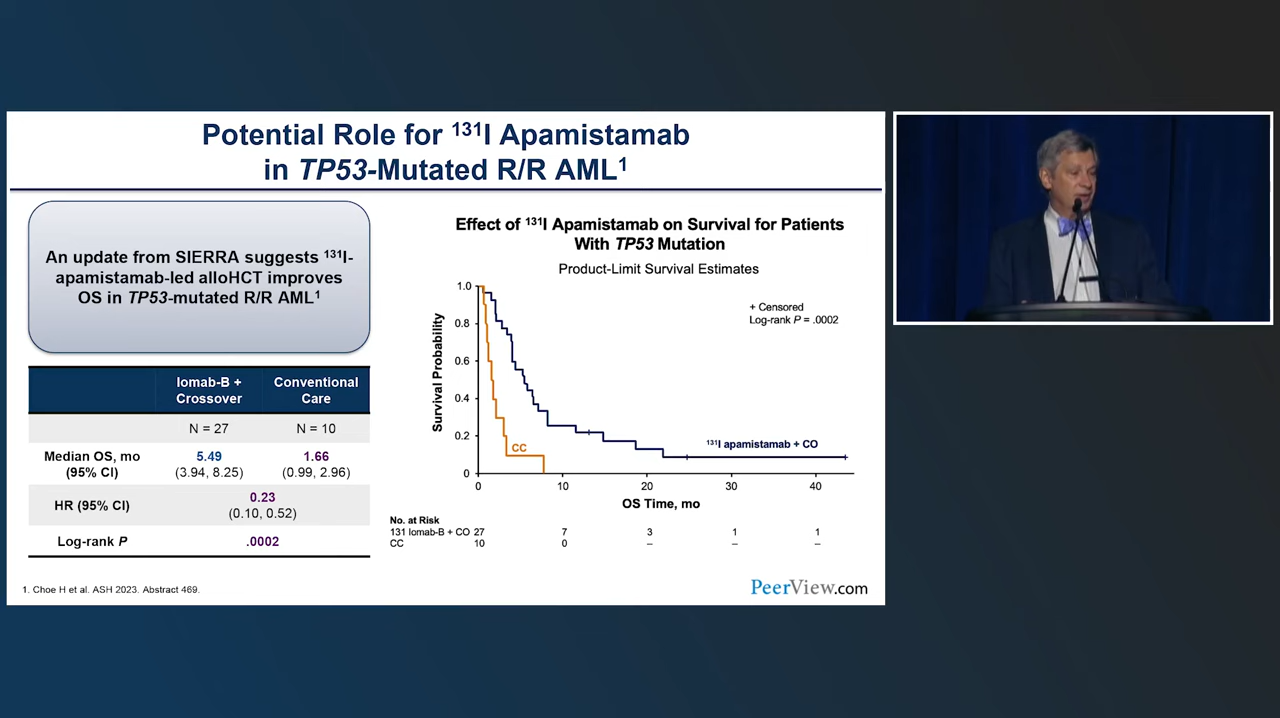 Potential Role for ¹³¹I Apamistamab
in TP53-Mutated R/R AML¹
An update from SIERRA suggests ¹³¹I-
apamistamab-led alloHCT improves
OS in TP53-mutated R/R AML¹
Iomab-B +
Crossover
Conventional
Care
N = 27
N = 10
Median OS, mo
(95% CI)
5.49
(3.94, 8.25)
1.66
(0.99, 2.96)
HR (95% CI)
0.23
(0.10, 0.52)
Log-rank P
.0002
Effect of ¹³¹I Apamistamab on Survival for Patients
With TP53 Mutation
Product-Limit Survival Estimates
+ Censored
Log-rank P = .0002
Survival Probability
1.0
0.8
0.6
0.4
0.2
0
CC
¹³¹I apamistamab + CO
0 10 20 30 40
OS Time, mo
No. at Risk
131 Iomab-B + CO 27 7 3 1 1
CC 10 0 – – –
1. Choe H et al. ASH 2023. Abstract 469.
PeerView.com